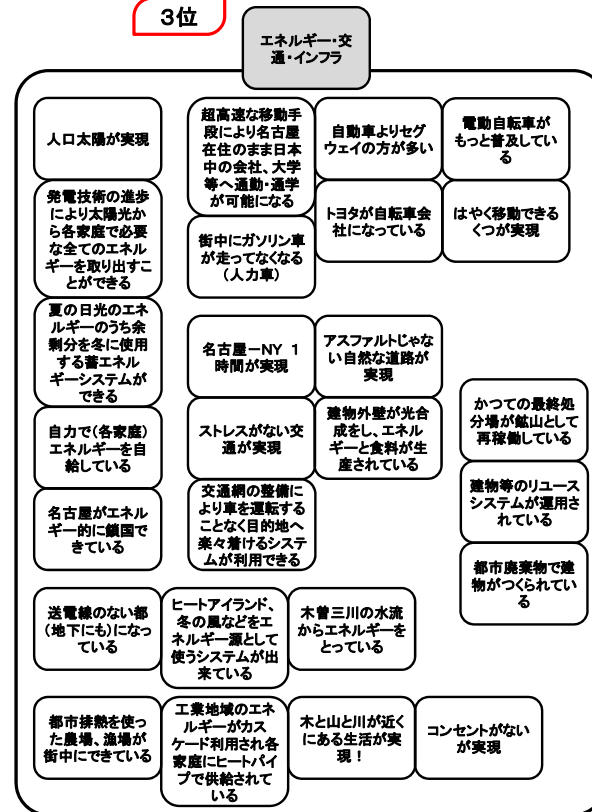 3位
エネルギー・交
通・インフラ
人口太陽が実現
超高速な移動手
段により名古屋
在住のまま日本
中の会社、大学
等へ通勤・通学
が可能になる
自動車よりセグ
ウェイの方が多い
電動自転車が
もっと普及してい
る
発電技術の進歩
により太陽光か
ら各家庭で必要
な全てのエネル
ギーを取り出すこ
とができる
街中にガソリン車
が走ってなくなる
(人力車)
トヨタが自転車会
社になっている
はやく移動できる
くつが実現
夏の日光のエネ
ルギーのうち余
剰分を冬に使用
する蓄エネル
ギーシステムが
できる
名古屋-NY 1
時間が実現
アスファルトじゃな
い自然な道路が
実現
自力で(各家庭)
エネルギーを自
給している
ストレスがない交
通が実現
建物外壁が光合
成をし、エネル
ギーと食料が生
産されている
かつての最終処
分場が鉱山として
再稼働している
名古屋がエネル
ギー的に鎖国で
きている
交通網の整備に
より車を運転する
ことなく目的地へ
楽々着けるシステ
ムが利用できる
建物等のリユース
システムが運用さ
れている
都市廃棄物で建
物がつくられてい
る
送電線のない都
(地下にも)になっ
ている
ヒートアイランド、
冬の風などをエ
ネルギー源として
使うシステムが出
来ている
木曽三川の水流
からエネルギーを
とっている
都市排熱を使っ
た農場、漁場が
街中にできている
工業地域のエネ
ルギーがカス
ケード利用され各
家庭にヒートパイ
プで供給されて
いる
木と山と川が近く
にある生活が実
現!
コンセントがない
が実現